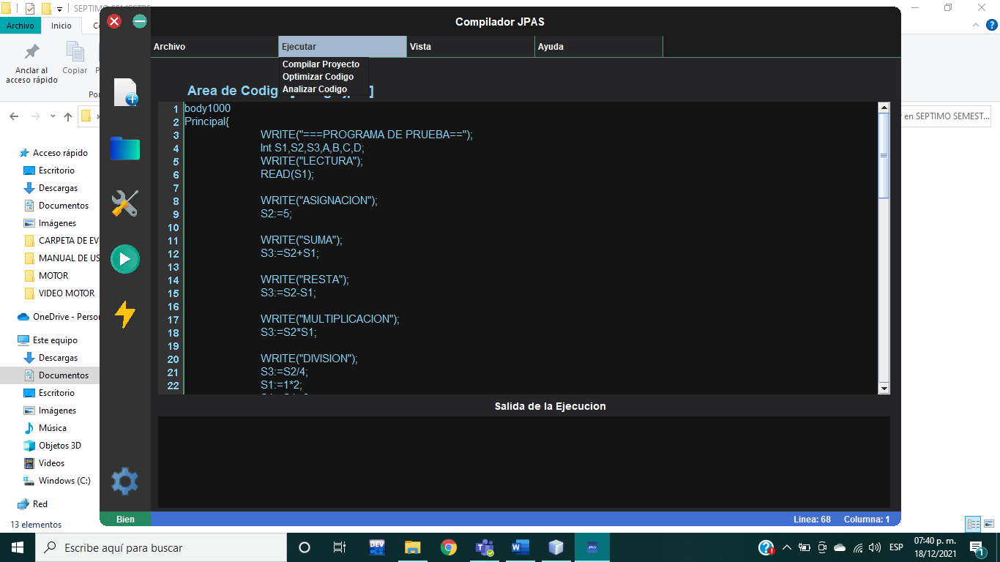 SEPTIMO SEMESTRE
Archivo
Inicio
Anclar al
acceso rápido
Copiar
Compilador JPAS
Archivo
Ejecutar
Vista
Ayuda
Compilar Proyecto
Optimizar Codigo
Analizar Codigo
Area de Codig
]
1 body1000
2 Principal{
3 WRITE("===PROGRAMA DE PRUEBA==");
4 Int S1,S2,S3,A,B,C,D;
5 WRITE("LECTURA");
6 READ(S1);
7
8 WRITE("ASIGNACION");
9 S2:=5;
10
11 WRITE("SUMA");
12 S3:=S2+S1;
13
14 WRITE("RESTA");
15 S3:=S2-S1;
16
17 WRITE("MULTIPLICACION");
18 S3:=S2*S1;
19
20 WRITE("DIVISION");
21 S3:=S2/4;
22 S1:=1*2;
Salida de la Ejecucion
Bien
Linea: 68 Columna: 1
r en SEPTIMO SEMEST...
Acceso rápido
Escritorio
Descargas
Documentos
Imágenes
CARPETA DE EV
MANUAL DE US
MOTOR
VIDEO MOTOR
OneDrive - Person
Este equipo
Descargas
Documentos
Escritorio
Imágenes
Música
Objetos 3D
Videos
Windows (C:)
Red
13 elementos
Escribe aquí para buscar
DEV
JNS
ESP
07:40 p. m.
18/12/2021
1